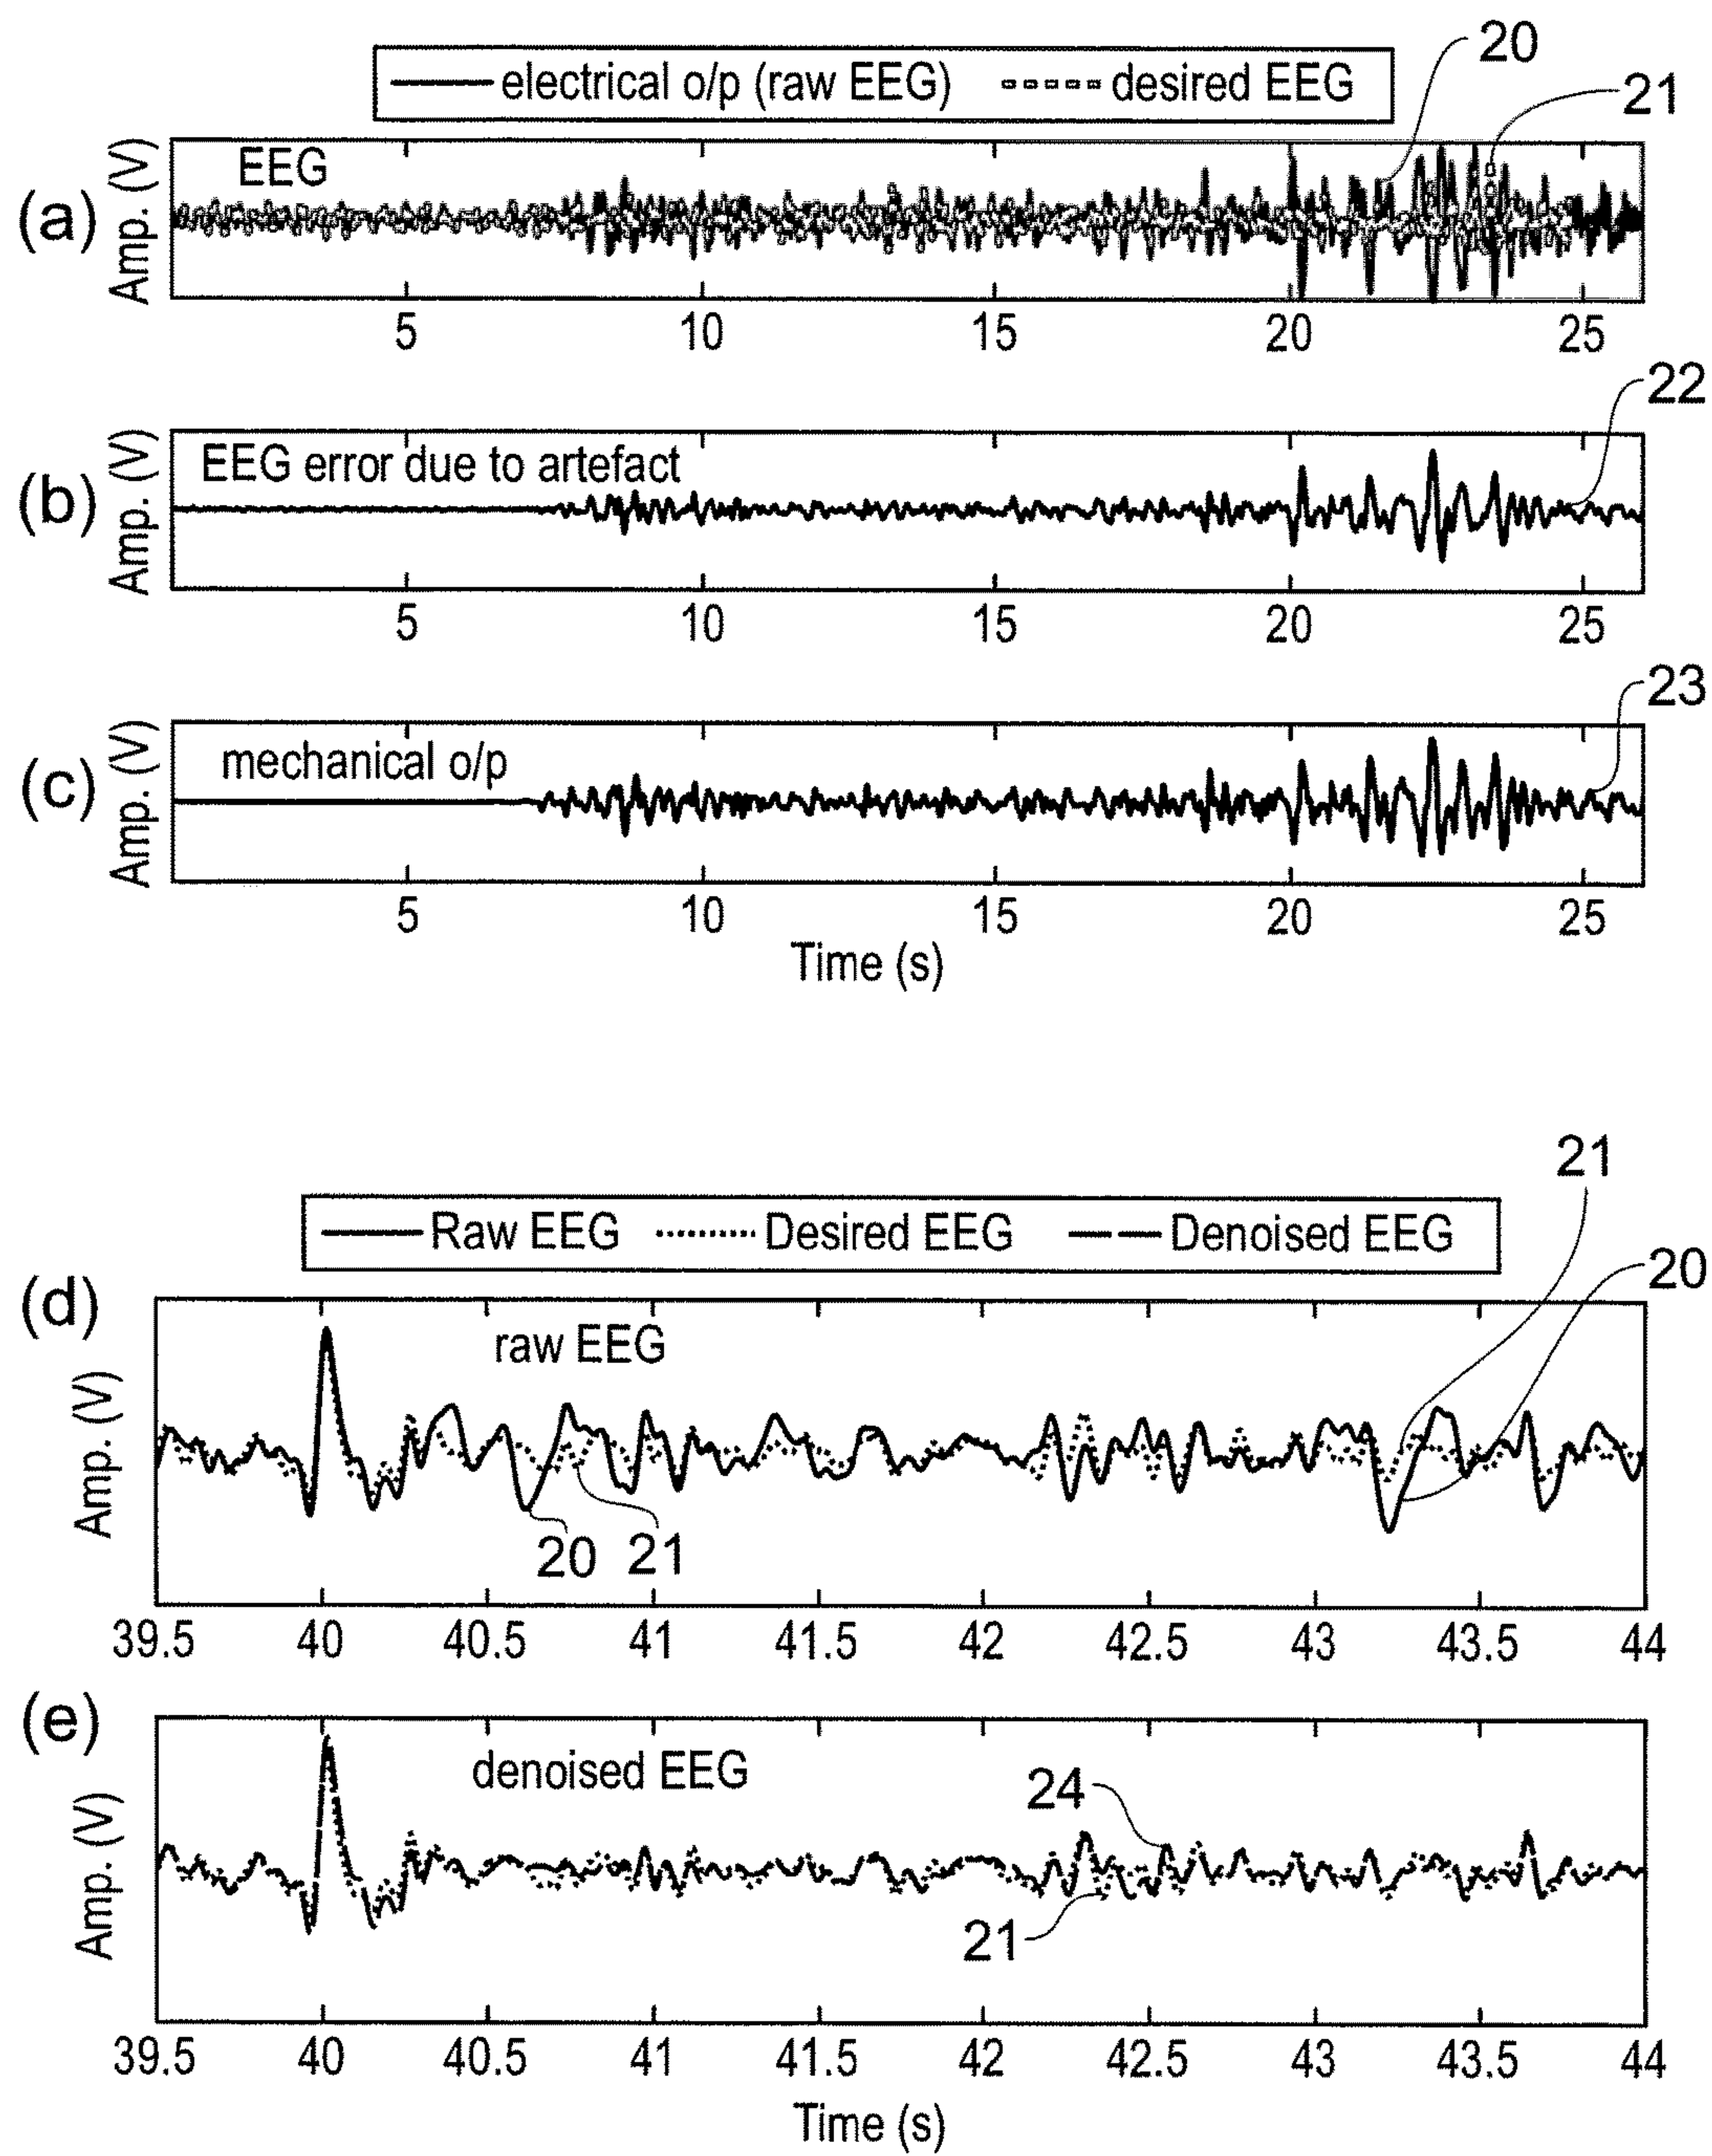 20
electrical o/p (raw EEG) desired EEG
21
(a)
Amp. (V)
EEG
5 10 15 20 25
22
(b)
Amp. (V)
EEG error due to artefact
5 10 15 20 25
23
(c)
Amp. (V)
mechanical o/p
5 10 15 20 25
Time (s)
21
Raw EEG Desired EEG Denoised EEG
20
(d)
Amp. (V)
raw EEG
20 21
39.5 40 40.5 41 41.5 42 42.5 43 43.5 44
(e)
Amp. (V)
denoised EEG
24
21
39.5 40 40.5 41 41.5 42 42.5 43 43.5 44
Time (s)